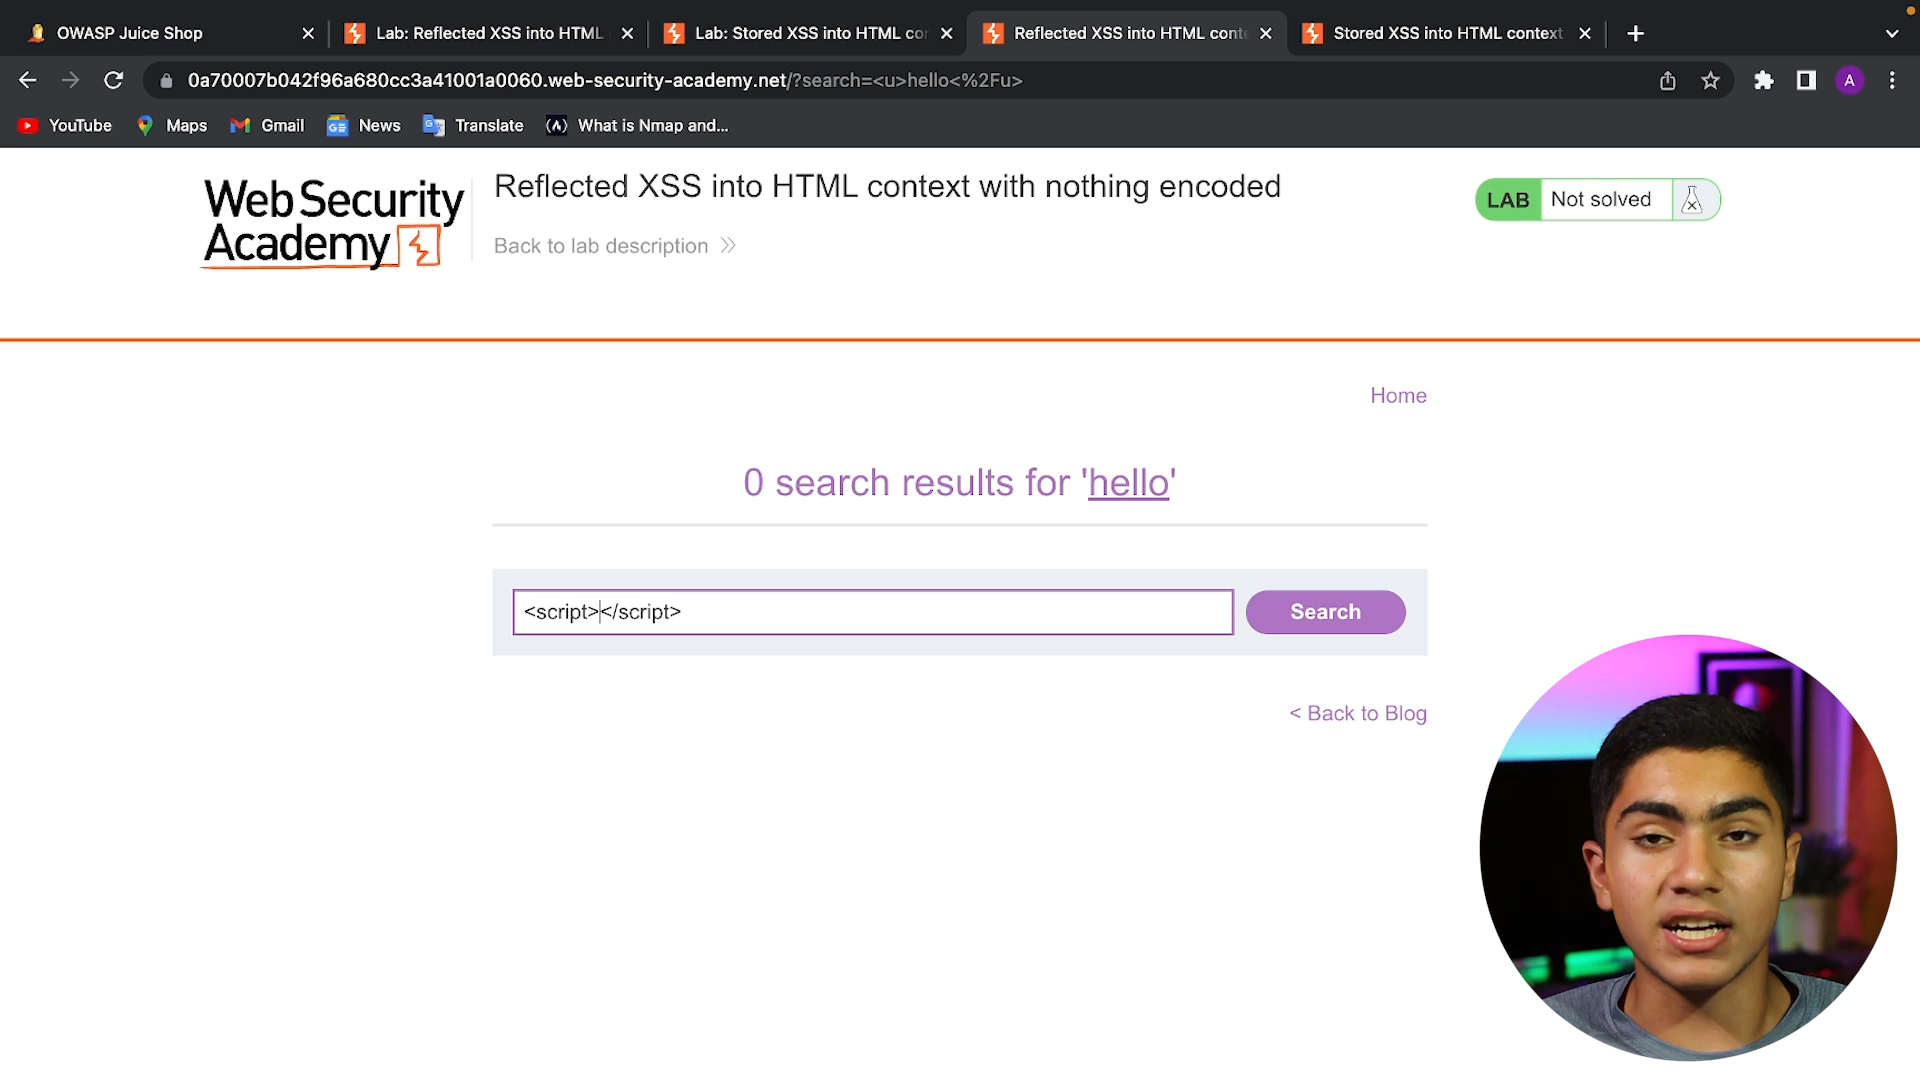 OWASP Juice Shop
Lab: Reflected XSS into HTML
Lab: Stored XSS into HTML co
Reflected XSS into HTML conte
Stored XSS into HTML context
0a70007b042f96a680cc3a41001a0060.web-security-academy.net/?search=<u>hello<%2Fu>
A
YouTube
Maps
Gmail
News
Translate
What is Nmap and...
WebSecurity
Academy
Reflected XSS into HTML context with nothing encoded
Back to lab description
LAB Not solved
Home
0 search results for 'hello'
<script></script>
Search
< Back to Blog